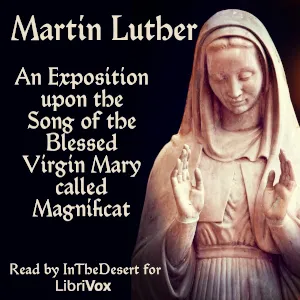 Martin Luther
An Exposition
upon the
Song of the
Blessed
Virgin Mary
called
Magnificat
Read by InTheDesert for
LibriVox